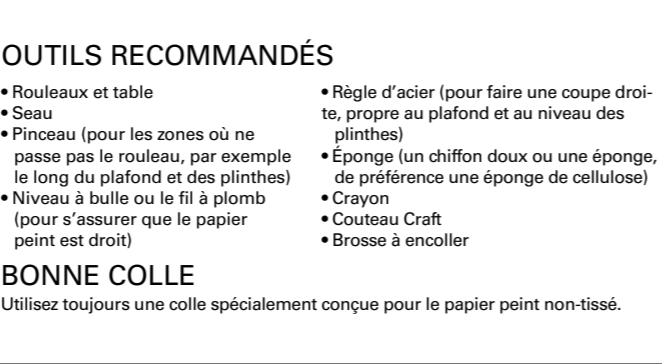 OUTILS RECOMMANDÉS
• Rouleaux et table
• Seau
• Pinceau (pour les zones où ne
passe pas le rouleau, par exemple
le long du plafond et des plinthes)
• Niveau à bulle ou le fil à plomb
(pour s’assurer que le papier
peint est droit)
• Règle d’acier (pour faire une coupe droi-
te, propre au plafond et au niveau des
plinthes)
• Éponge (un chiffon doux ou une éponge,
de préférence une éponge de cellulose)
• Crayon
• Couteau Craft
• Brosse à encoller
BONNE COLLE
Utilisez toujours une colle spécialement conçue pour le papier peint non-tissé.